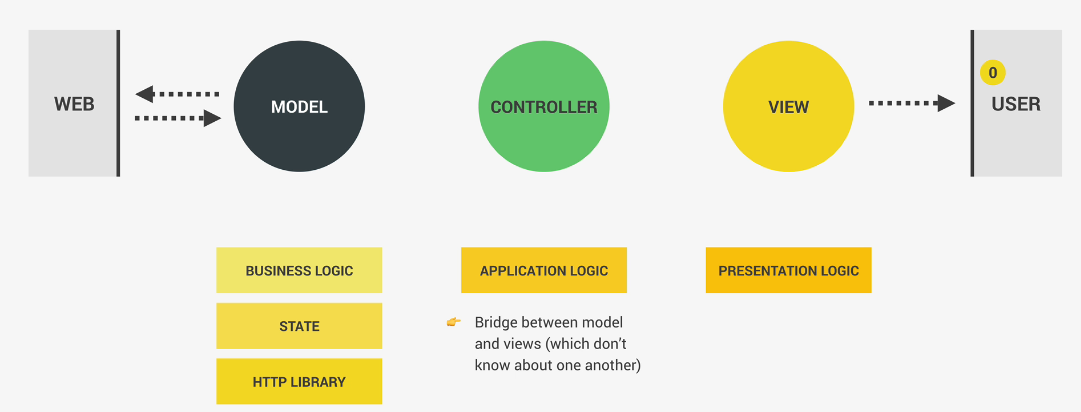 WEB
MODEL
CONTROLLER
VIEW
0
USER
BUSINESS LOGIC
APPLICATION LOGIC
PRESENTATION LOGIC
STATE
HTTP LIBRARY
Bridge between model
and views (which don’t
know about one another)